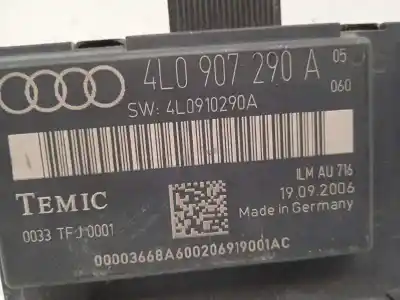 4L0 907 290 A 05
060
SW: 4L0910290A
ILM AU 716
TEMIC
19.09.2006
Made in Germany
0033 TFJ 0001
00003668A600206919001AC